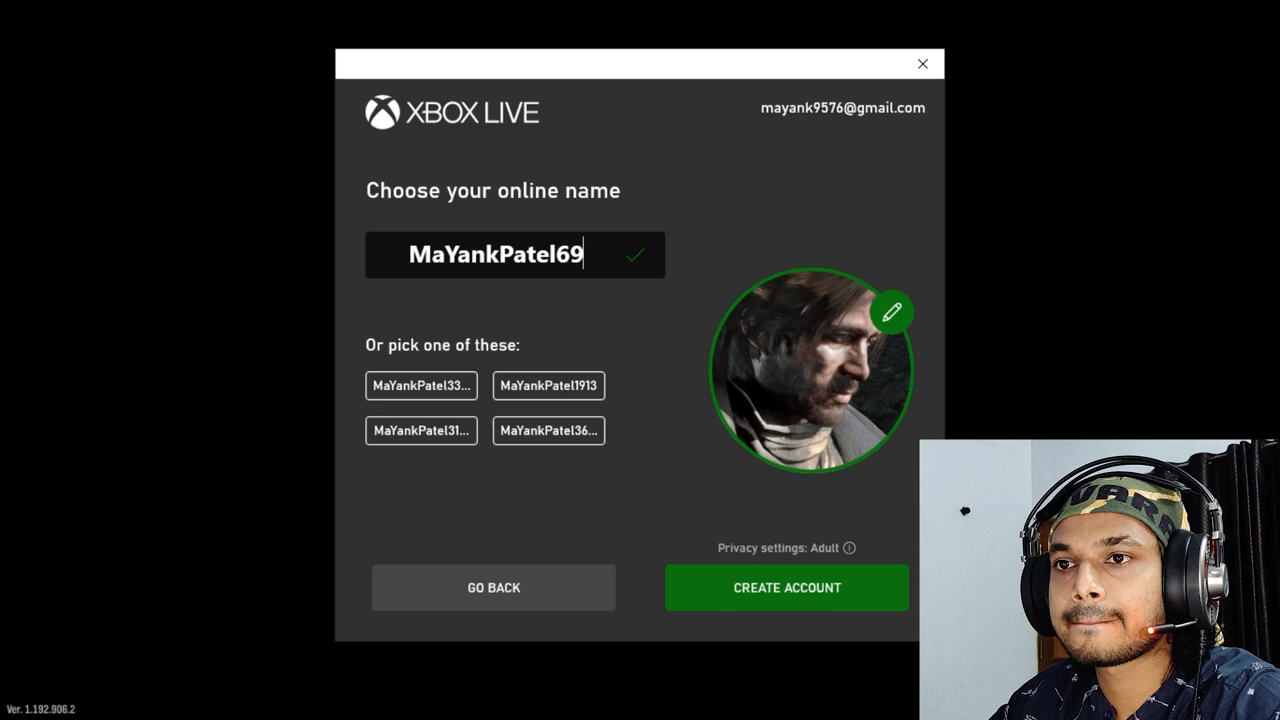 XBOX LIVE
mayank9576@gmail.com
Choose your online name
MaYankPatel69
Or pick one of these:
MaYankPatel33...
MaYankPatel1913
MaYankPatel31...
MaYankPatel36...
Privacy settings: Adult
GO BACK
CREATE ACCOUNT
Ver. 1.192.906.2